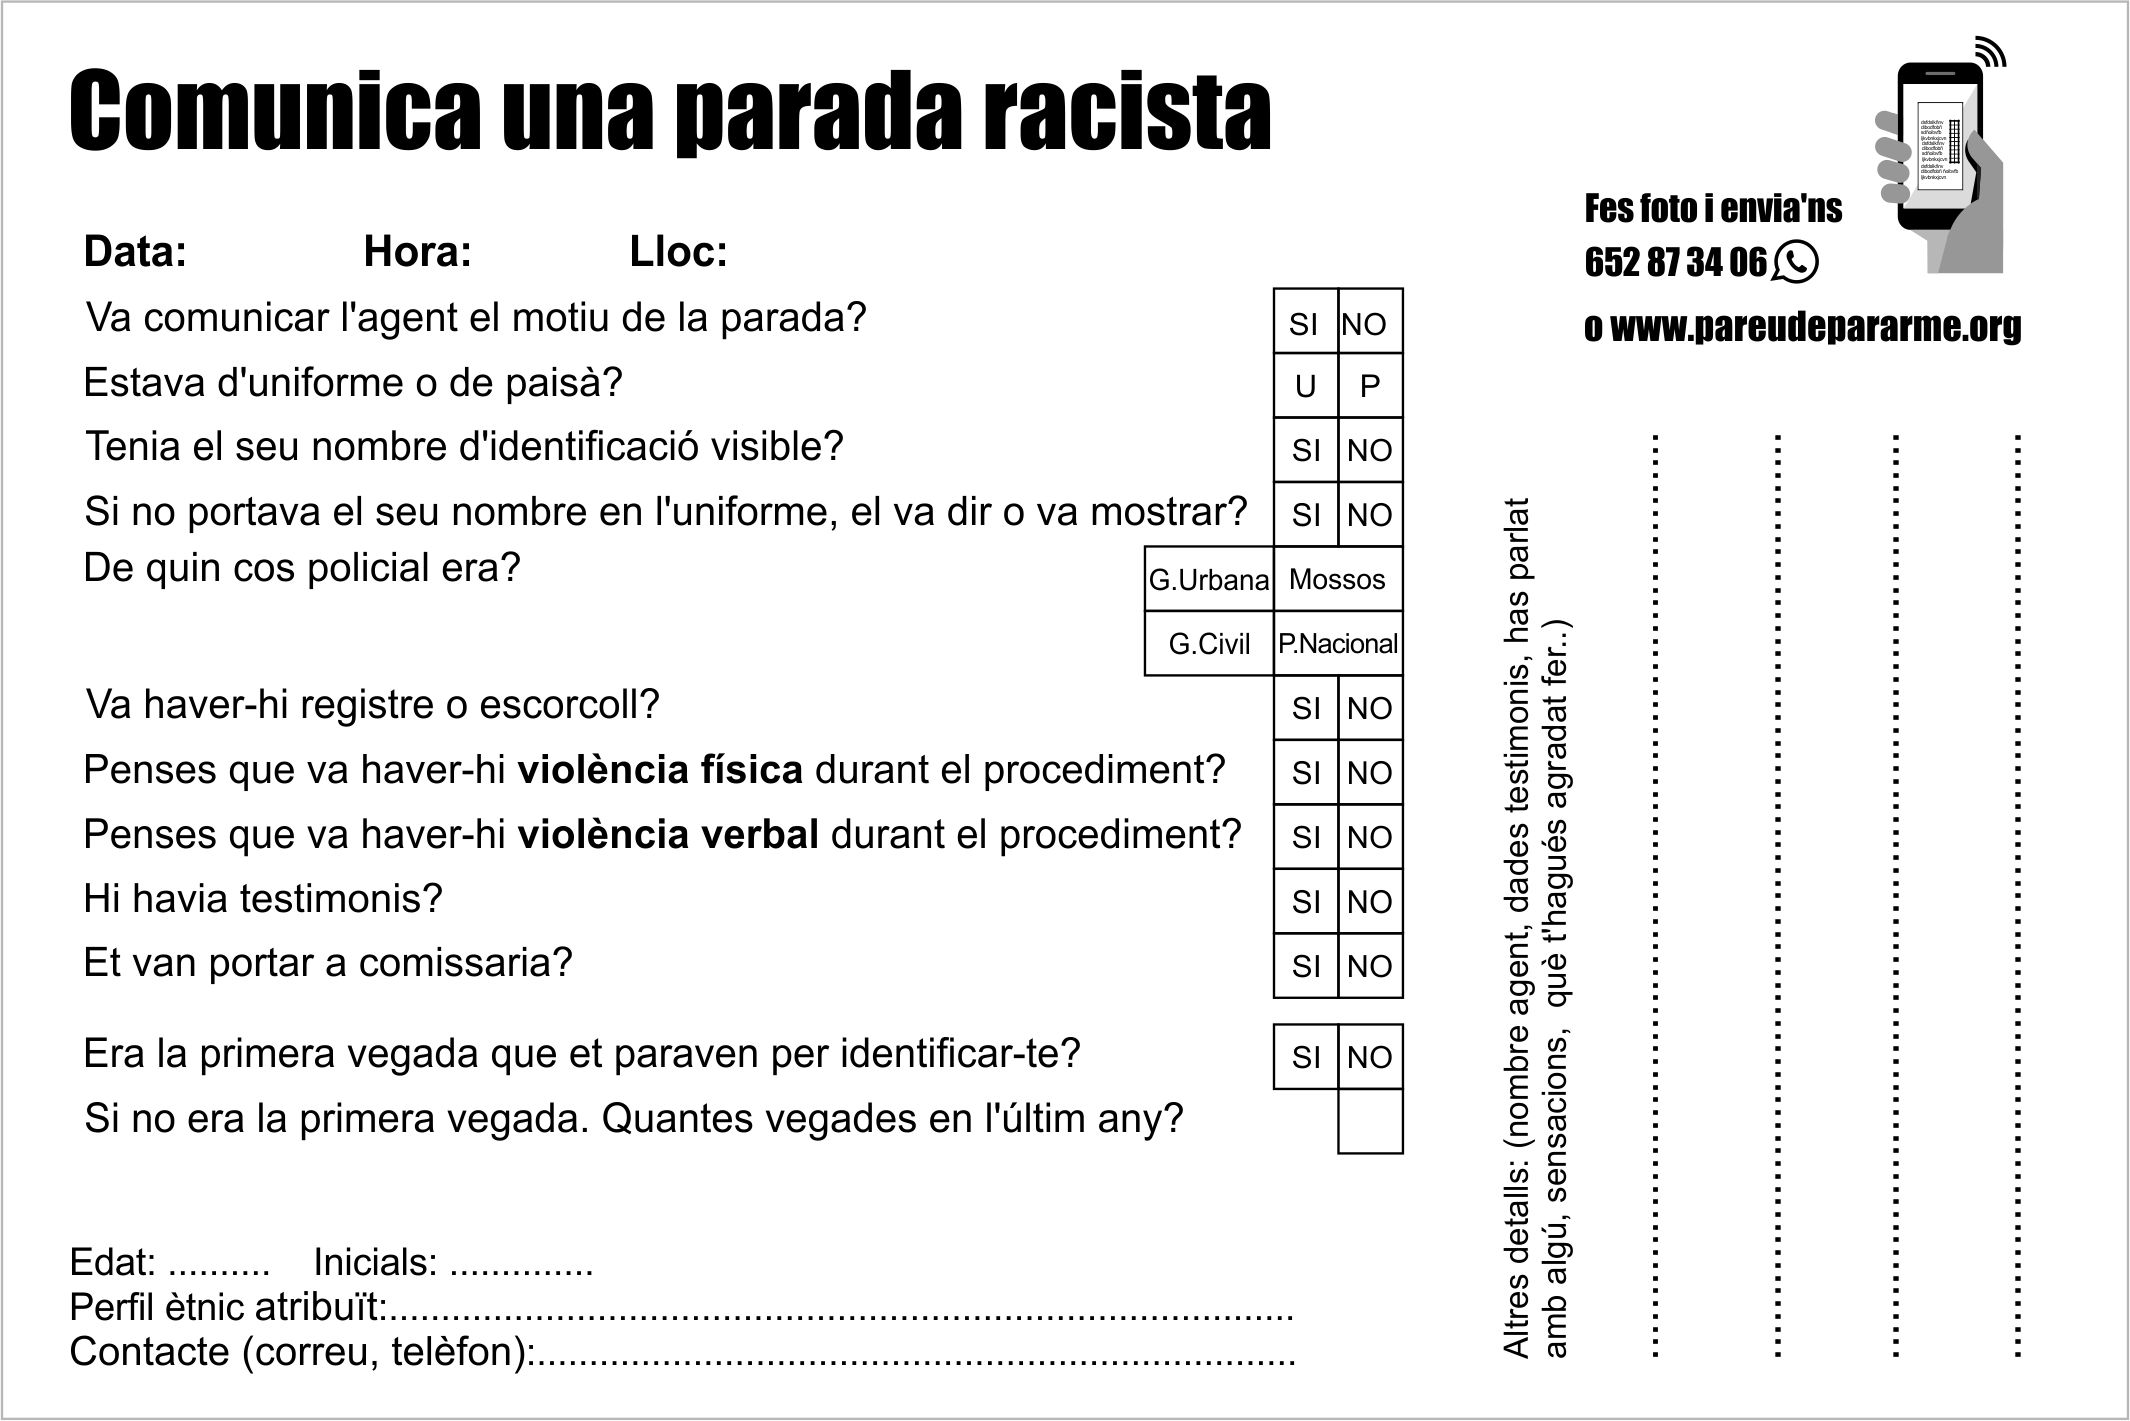 Comunica una parada racista
Fes foto i envia'ns
652 87 34 06
o www.pareudepararme.org
Data: Hora: Lloc:
Va comunicar l'agent el motiu de la parada? SI NO
Estava d'uniforme o de paisà? U P
Tenia el seu nombre d'identificació visible? SI NO
Si no portava el seu nombre en l'uniforme, el va dir o va mostrar? SI NO
De quin cos policial era? G.Urbana Mossos
G.Civil P.Nacional
Va haver-hi registre o escorcoll? SI NO
Penses que va haver-hi violència física durant el procediment? SI NO
Penses que va haver-hi violència verbal durant el procediment? SI NO
Hi havia testimonis? SI NO
Et van portar a comissaria? SI NO
Era la primera vegada que et paraven per identificar-te? SI NO
Si no era la primera vegada. Quantes vegades en l'últim any?
Edat: .......... Inicials: ..............
Perfil ètnic atribuït:.......................................................................................
Contacte (correu, telèfon):.........................................................................
Altres detalls: (nombre agent, dades testimonis, has parlat
amb algú, sensacions, què t'hagués agradat fer..)